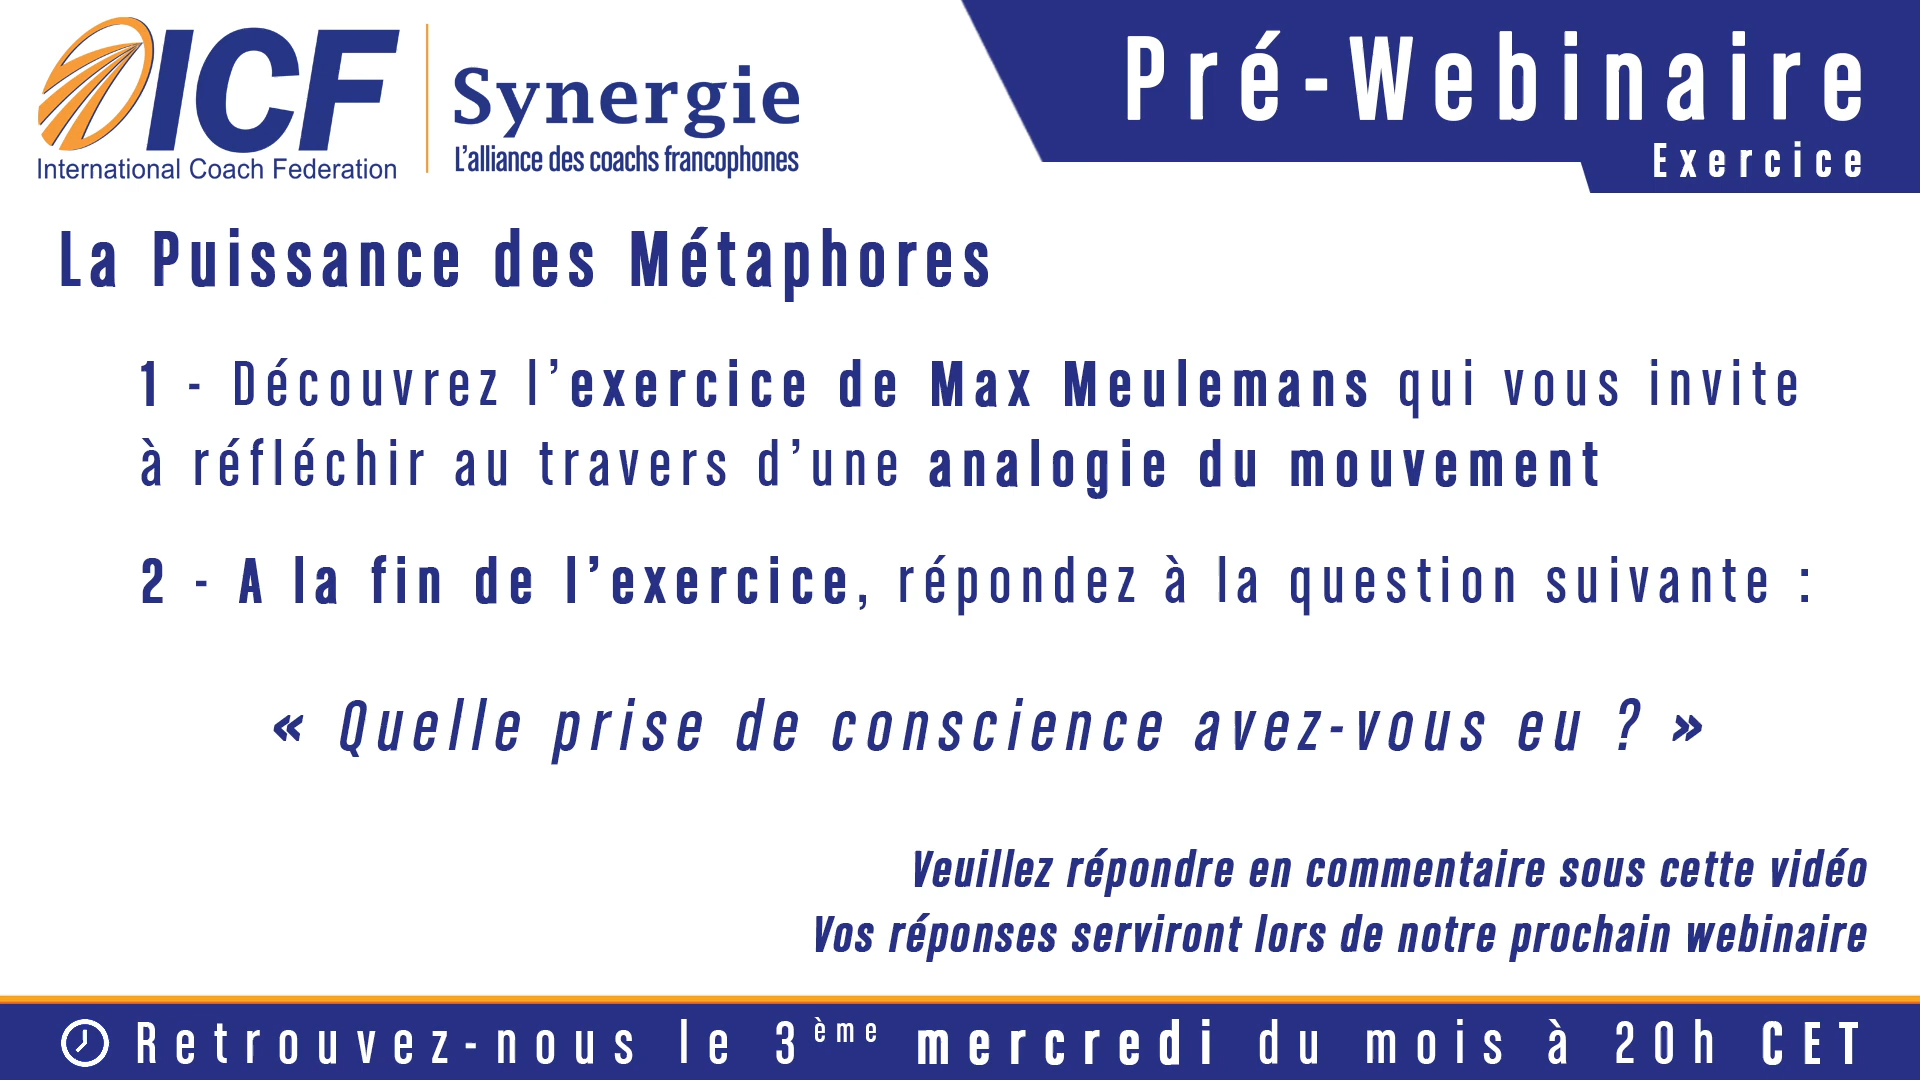 ICF
International Coach Federation
Synergie
L’alliance des coachs francophones
Pré-Webinaire
Exercice
La Puissance des Métaphores
1 - Découvrez l’exercice de Max Meulemans qui vous invite
à réfléchir au travers d’une analogie du mouvement
2 - A la fin de l’exercice, répondez à la question suivante :
« Quelle prise de conscience avez-vous eu ? »
Veuillez répondre en commentaire sous cette vidéo
Vos réponses serviront lors de notre prochain webinaire
Retrouvez-nous le 3ème mercredi du mois à 20h CET